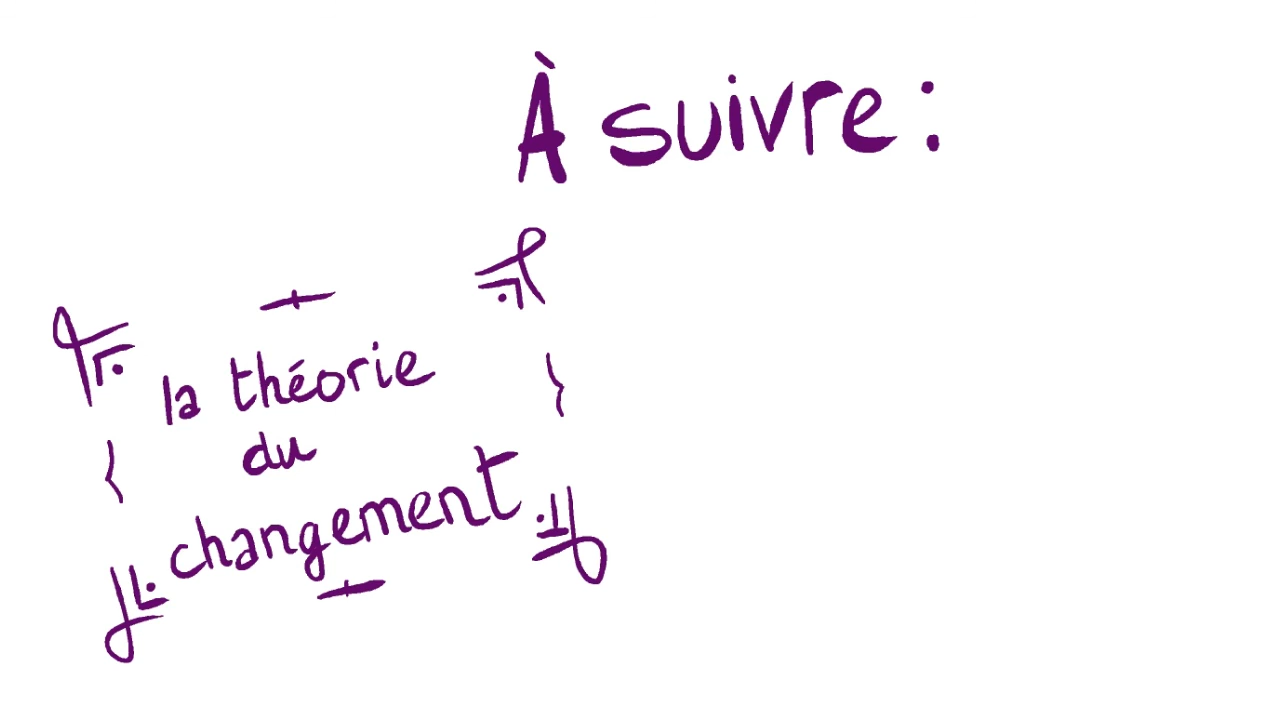 À suivre :
la théorie
du
changement